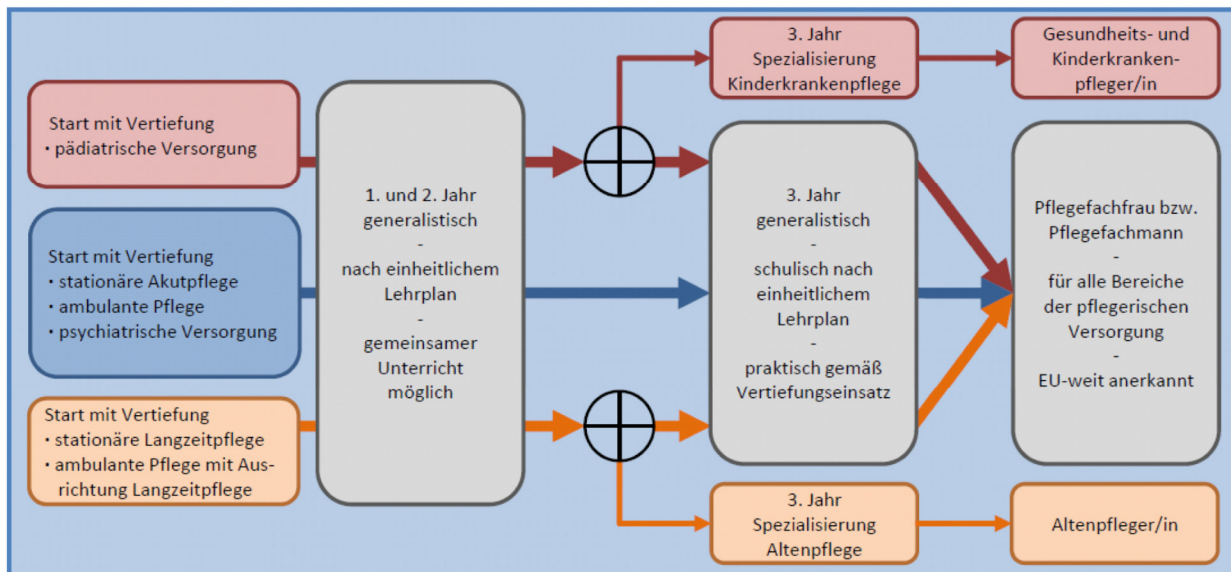 Start mit Vertiefung
· pädiatrische Versorgung
Start mit Vertiefung
· stationäre Akutpflege
· ambulante Pflege
· psychiatrische Versorgung
Start mit Vertiefung
· stationäre Langzeitpflege
· ambulante Pflege mit Aus-
richtung Langzeitpflege
1. und 2. Jahr
generalistisch
-
nach einheitlichem
Lehrplan
-
gemeinsamer
Unterricht
möglich
3. Jahr
Spezialisierung
Kinderkrankenpflege
3. Jahr
generalistisch
-
schulisch nach
einheitlichem
Lehrplan
-
praktisch gemäß
Vertiefungseinsatz
3. Jahr
Spezialisierung
Altenpflege
Gesundheits- und
Kinderkranken-
pfleger/in
Pflegefachfrau bzw.
Pflegefachmann
-
für alle Bereiche
der pflegerischen
Versorgung
-
EU-weit anerkannt
Altenpfleger/in